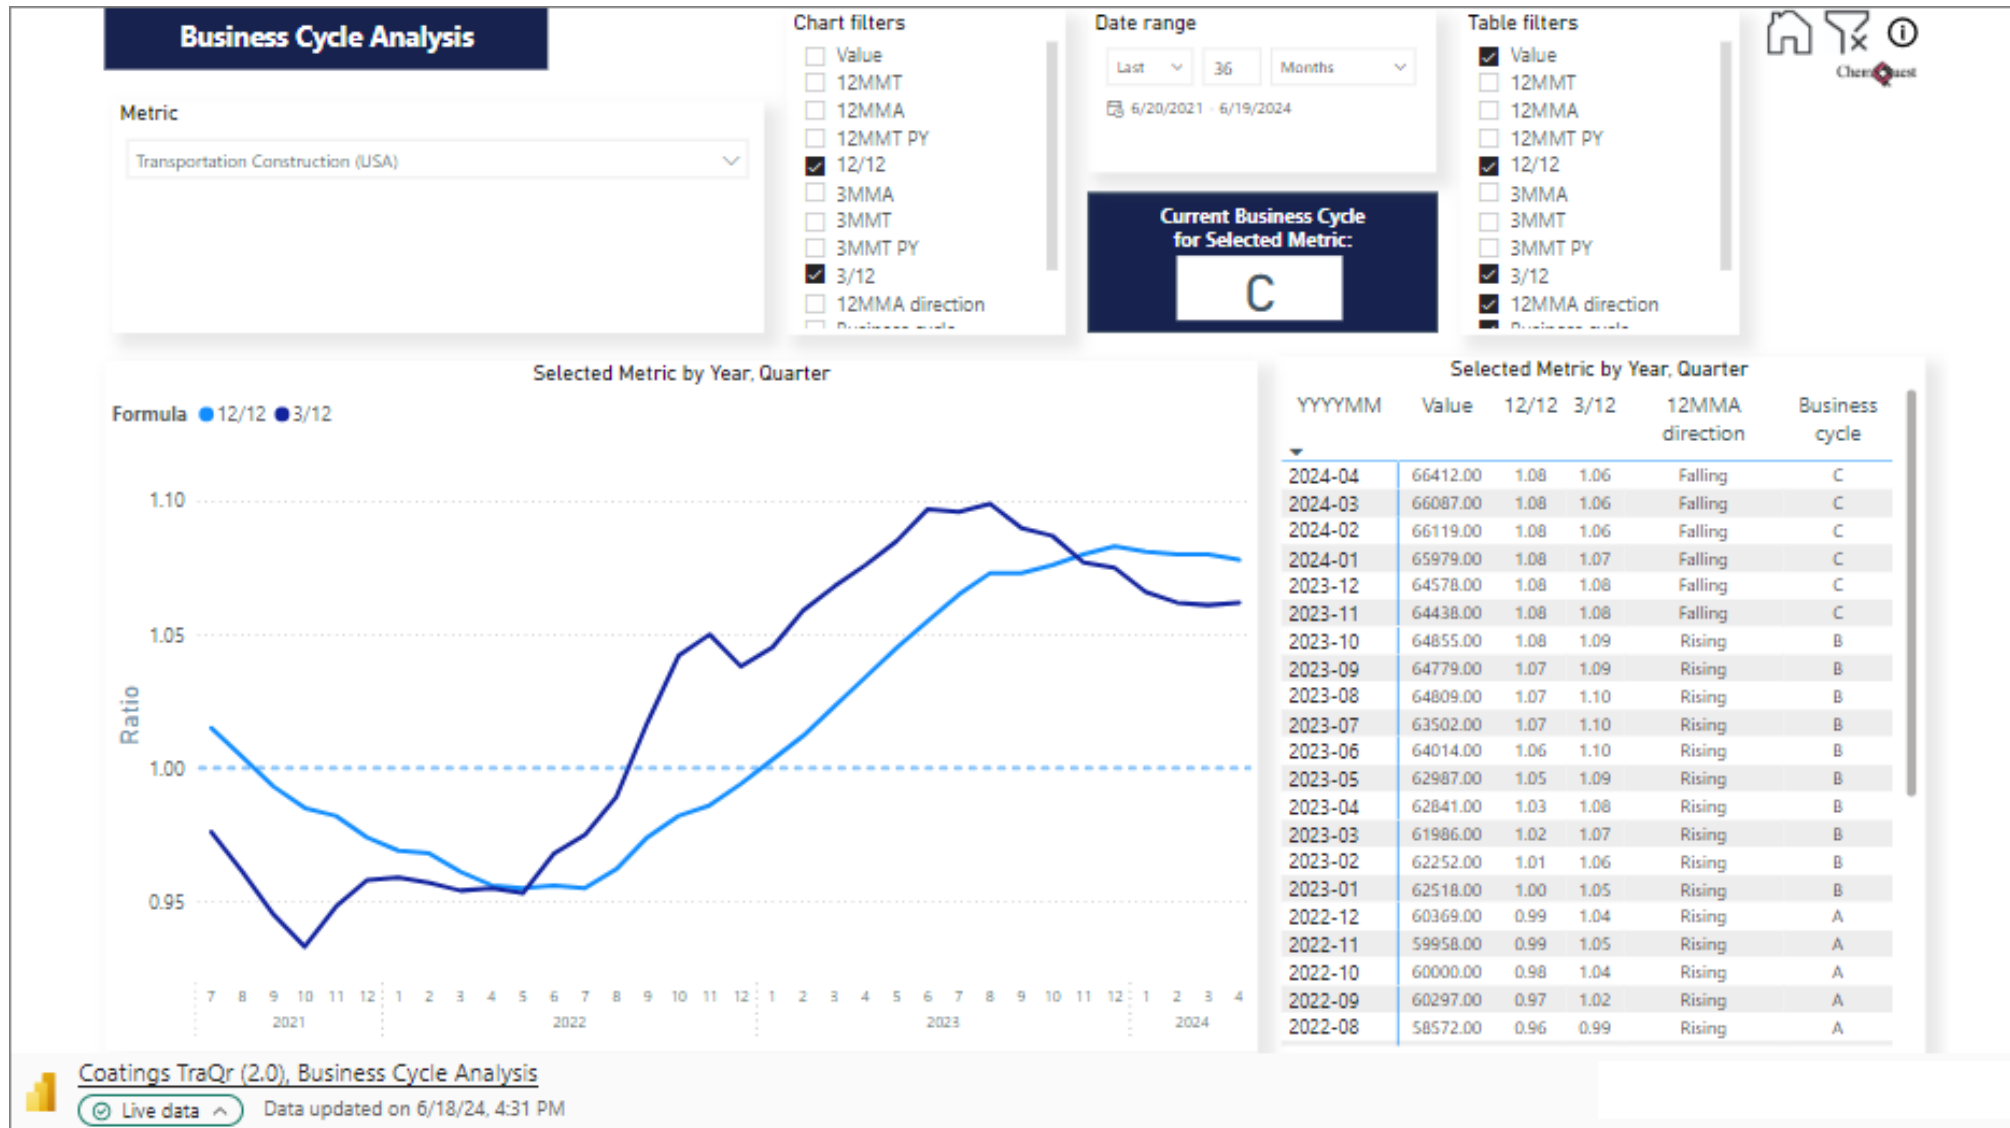 Business Cycle Analysis
Metric
Transportation Construction (USA)
Chart filters
Value
12MMT
12MMA
12MMT PY
12/12
3MMA
3MMT
3MMT PY
3/12
12MMA direction
Date range
Last 36 Months
6/20/2021 - 6/19/2024
Current Business Cycle
for Selected Metric:
C
Table filters
Value
12MMT
12MMA
12MMT PY
12/12
3MMA
3MMT
3MMT PY
3/12
12MMA direction
ChemQuest
Selected Metric by Year, Quarter
Formula 12/12 3/12
1.10
1.05
1.00
0.95
Ratio
7 8 9 10 11 12 1 2 3 4 5 6 7 8 9 10 11 12 1 2 3 4 5 6 7 8 9 10 11 12 1 2 3 4
2021 2022 2023 2024
Selected Metric by Year, Quarter
YYYYMM Value 12/12 3/12 12MMA direction Business cycle
2024-04 66412.00 1.08 1.06 Falling C
2024-03 66087.00 1.08 1.06 Falling C
2024-02 66119.00 1.08 1.06 Falling C
2024-01 65979.00 1.08 1.07 Falling C
2023-12 64578.00 1.08 1.08 Falling C
2023-11 64438.00 1.08 1.08 Falling C
2023-10 64855.00 1.08 1.09 Rising B
2023-09 64779.00 1.07 1.09 Rising B
2023-08 64809.00 1.07 1.10 Rising B
2023-07 63502.00 1.07 1.10 Rising B
2023-06 64014.00 1.06 1.10 Rising B
2023-05 62987.00 1.05 1.09 Rising B
2023-04 62841.00 1.03 1.08 Rising B
2023-03 61986.00 1.02 1.07 Rising B
2023-02 62252.00 1.01 1.06 Rising B
2023-01 62518.00 1.00 1.05 Rising B
2022-12 60369.00 0.99 1.04 Rising A
2022-11 59958.00 0.99 1.05 Rising A
2022-10 60000.00 0.98 1.04 Rising A
2022-09 60297.00 0.97 1.02 Rising A
2022-08 58572.00 0.96 0.99 Rising A
Coatings TraQr (2.0), Business Cycle Analysis
Live data Data updated on 6/18/24, 4:31 PM